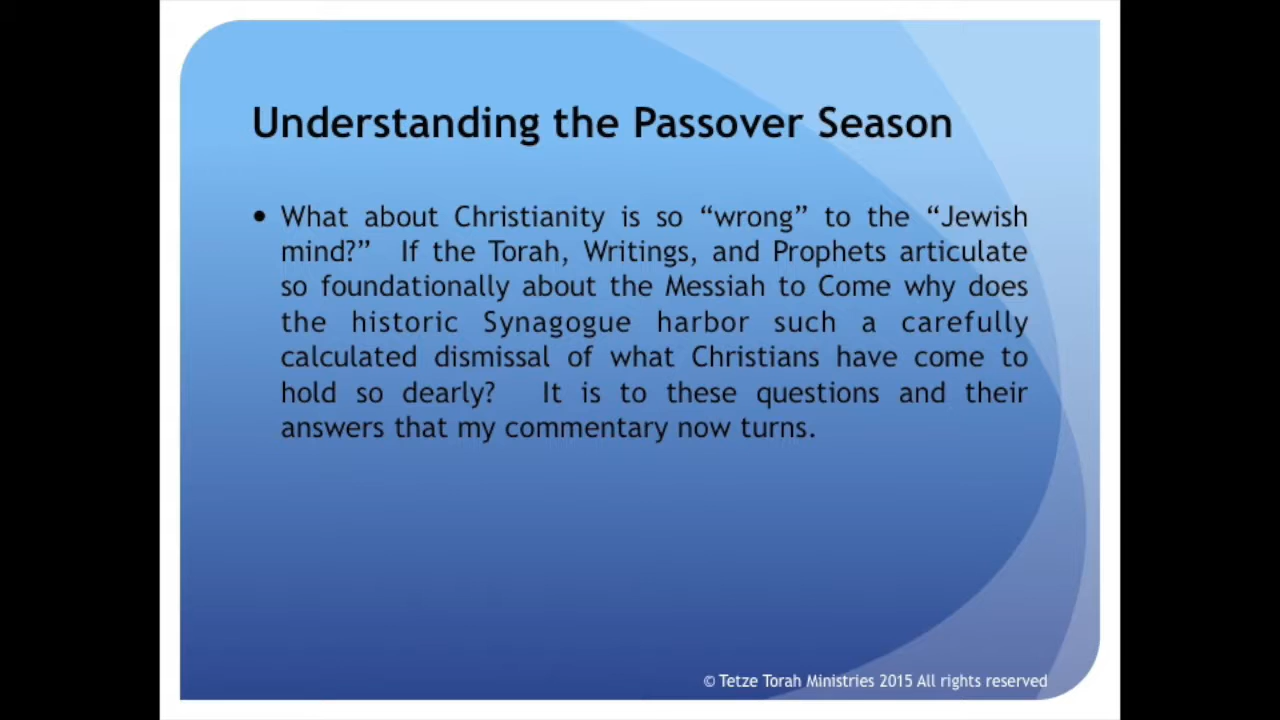 Understanding the Passover Season
• What about Christianity is so “wrong” to the “Jewish
mind?” If the Torah, Writings, and Prophets articulate
so foundationally about the Messiah to Come why does
the historic Synagogue harbor such a carefully
calculated dismissal of what Christians have come to
hold so dearly? It is to these questions and their
answers that my commentary now turns.
© Tetze Torah Ministries 2015 All rights reserved